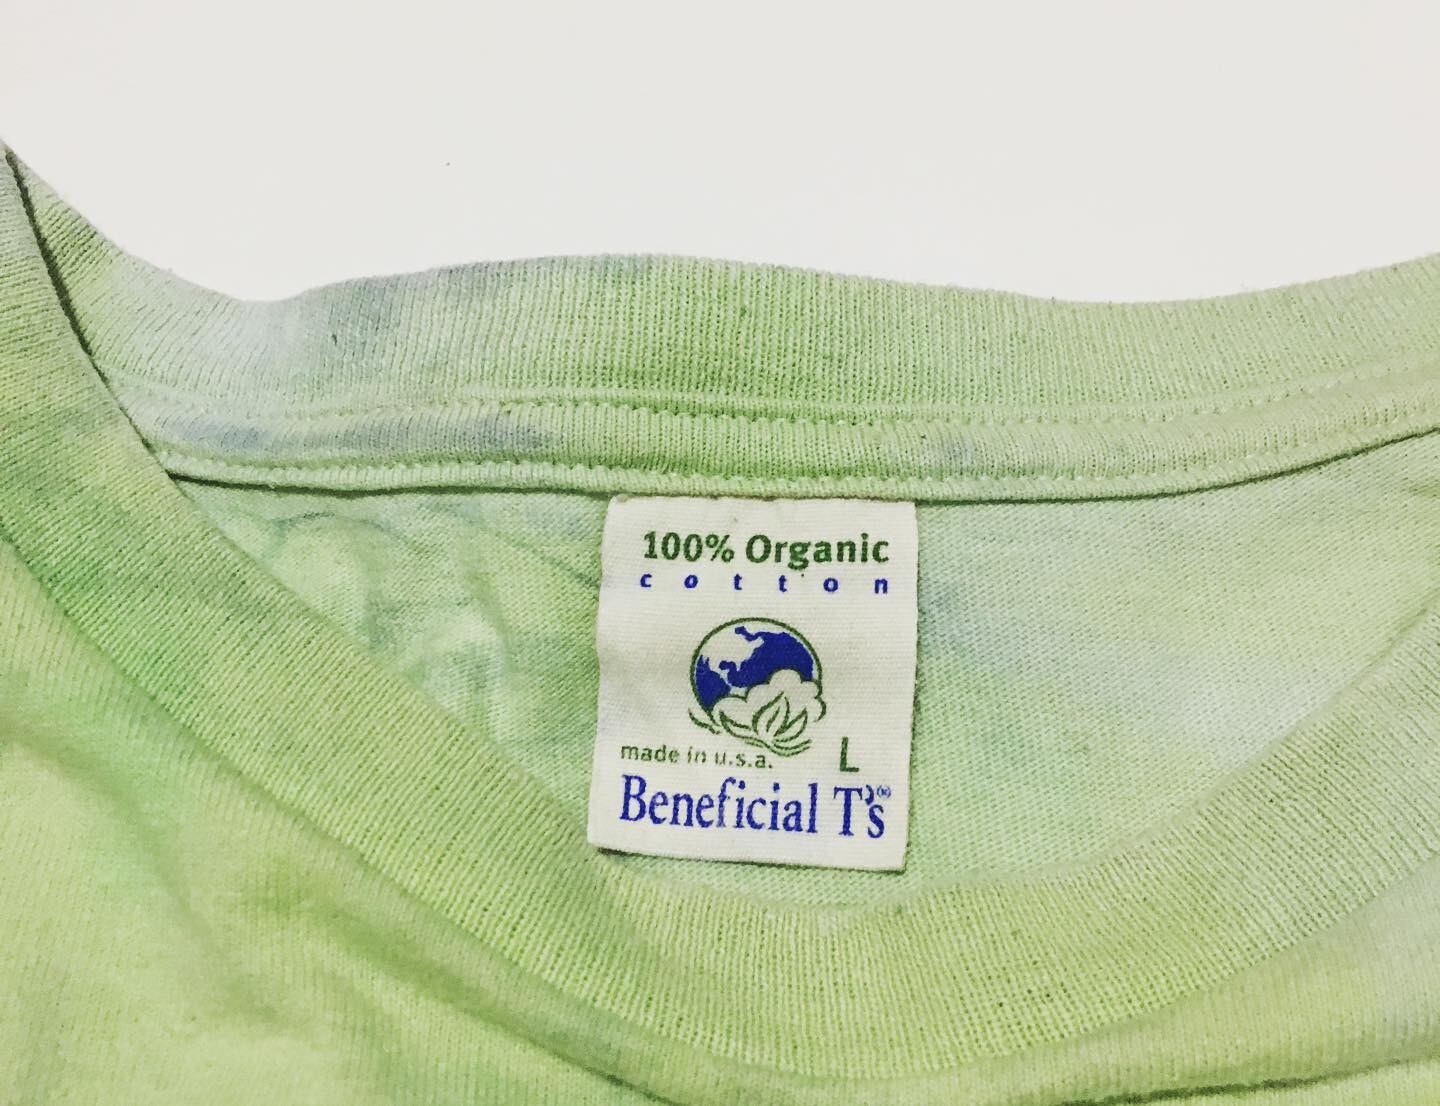 100% Organic
cotton
made in u.s.a. L
Beneficial T's®